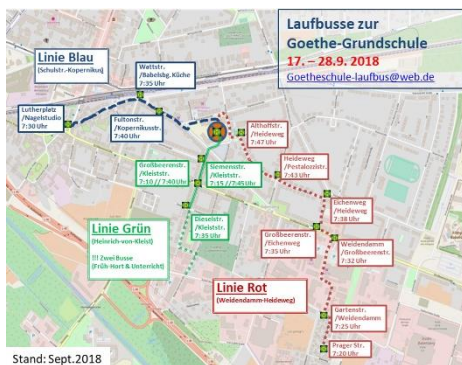 Laufbusse zur
Goethe-Grundschule
17. – 28.9. 2018
Goetheschule-laufbus@web.de
Linie Blau
(Schulstr.-Kopernikus)
Wattstr.
/Babelsbg. Küche
7:35 Uhr
Lutherplatz
/Nagelstudio
7:30 Uhr
Fultonstr.
/Kopernikusstr.
7:40 Uhr
Althoffstr.
/Heideweg
7:47 Uhr
Großbeerenstr.
/Kleiststr.
7:10 // 7:40 Uhr
Siemensstr.
/Kleiststr.
7:15 // 7:45 Uhr
Heideweg
/Pestalozzistr.
7:43 Uhr
Dieselstr.
/Kleiststr.
7:35 Uhr
Eichenweg
/Heideweg
7:38 Uhr
Großbeerenstr.
/Eichenweg
7:35 Uhr
Weidendamm
/Großbeerenstr.
7:32 Uhr
Linie Grün
(Heinrich-von-Kleist)
!!! Zwei Busse
(Früh-Hort & Unterricht)
Linie Rot
(Weidendamm-Heideweg)
Gartenstr.
/Weidendamm
7:25 Uhr
Prager Str.
7:20 Uhr
Stand: Sept.2018